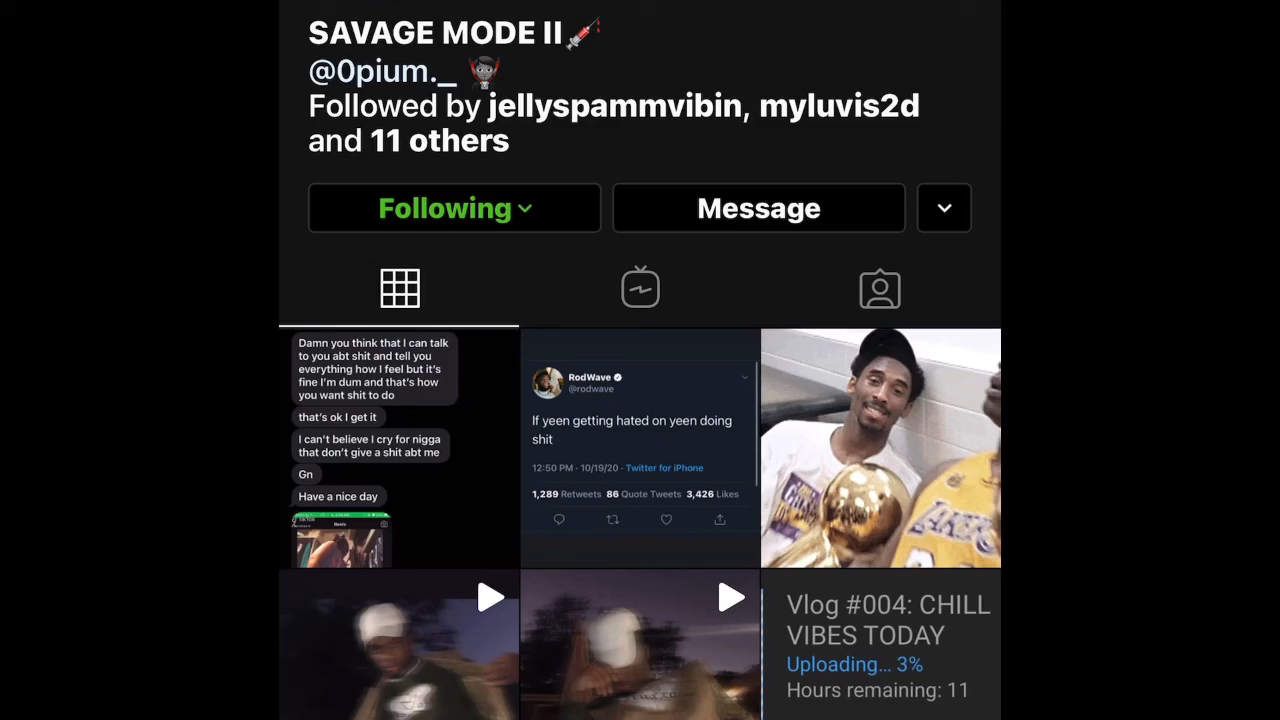 SAVAGE MODE II💉
@0pium._ 🧛🏿‍♂️
Followed by jellyspammvibin, myluvis2d
and 11 others
Following
Message
Damn you think that I can talk
to you abt shit and tell you
everything how I feel but it's
fine I'm dum and that's how
you want shit to do
that's ok I get it
I can't believe I cry for nigga
that don't give a shit abt me
Gn
Have a nice day
RodWave
@rodwave
If yeen getting hated on yeen doing
shit
12:50 PM · 10/19/20 · Twitter for iPhone
1,289 Retweets 86 Quote Tweets 3,426 Likes
Vlog #004: CHILL
VIBES TODAY
Uploading... 3%
Hours remaining: 11